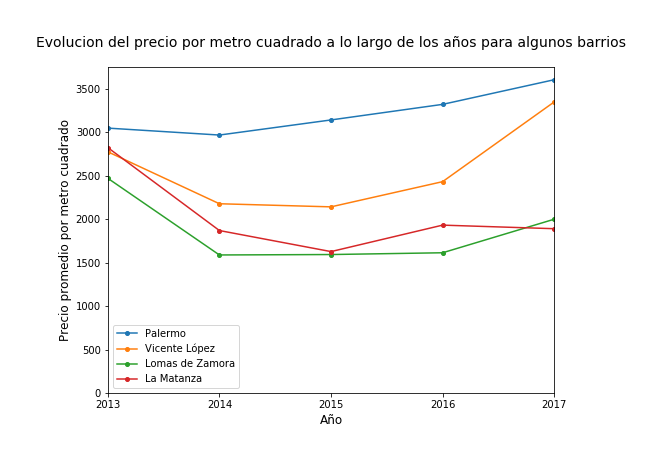 Evolucion del precio por metro cuadrado a lo largo de los años para algunos barrios
Precio promedio por metro cuadrado
3500
3000
2500
2000
1500
1000
500
0
Palermo
Vicente López
Lomas de Zamora
La Matanza
2013 2014 2015 2016 2017
Año